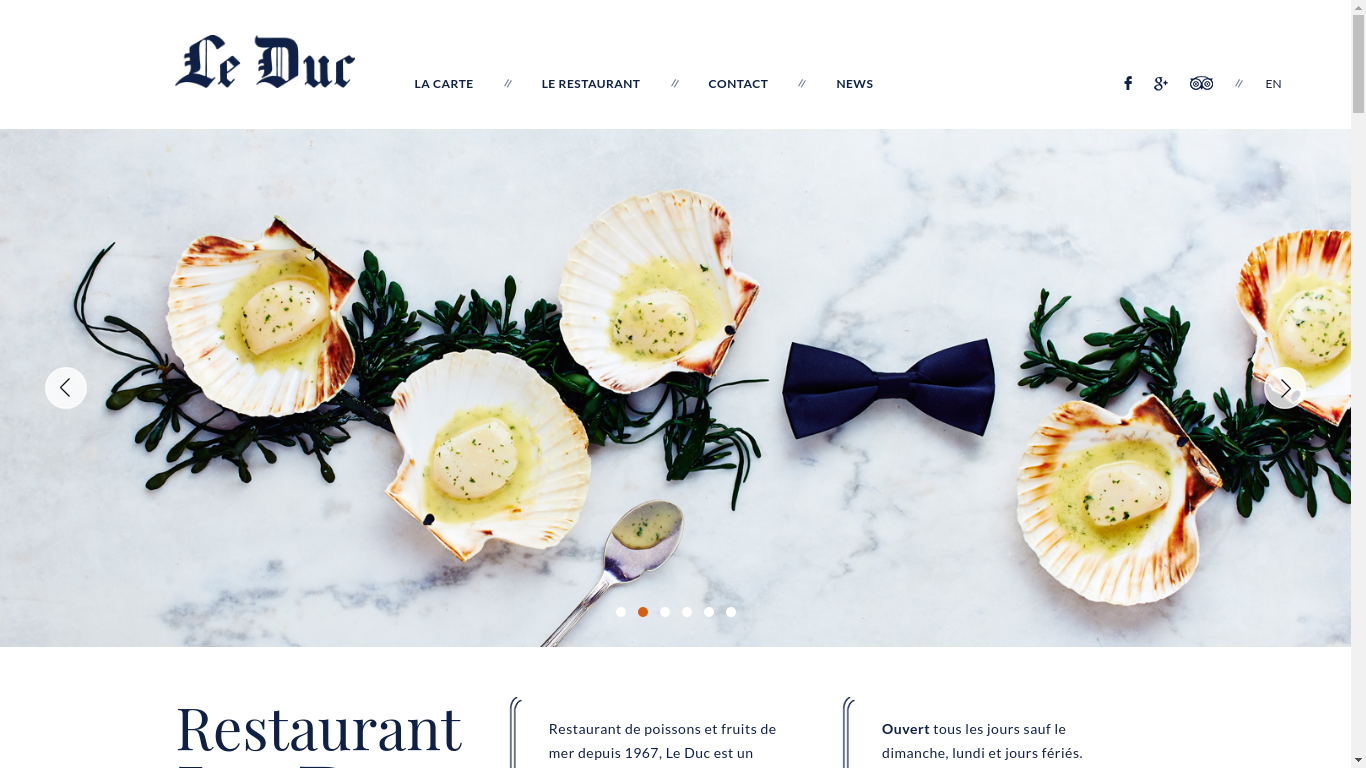 Le Duc
LA CARTE // LE RESTAURANT // CONTACT // NEWS
// EN
Restaurant
Restaurant de poissons et fruits de
mer depuis 1967, Le Duc est un
Ouvert tous les jours sauf le
dimanche, lundi et jours fériés.